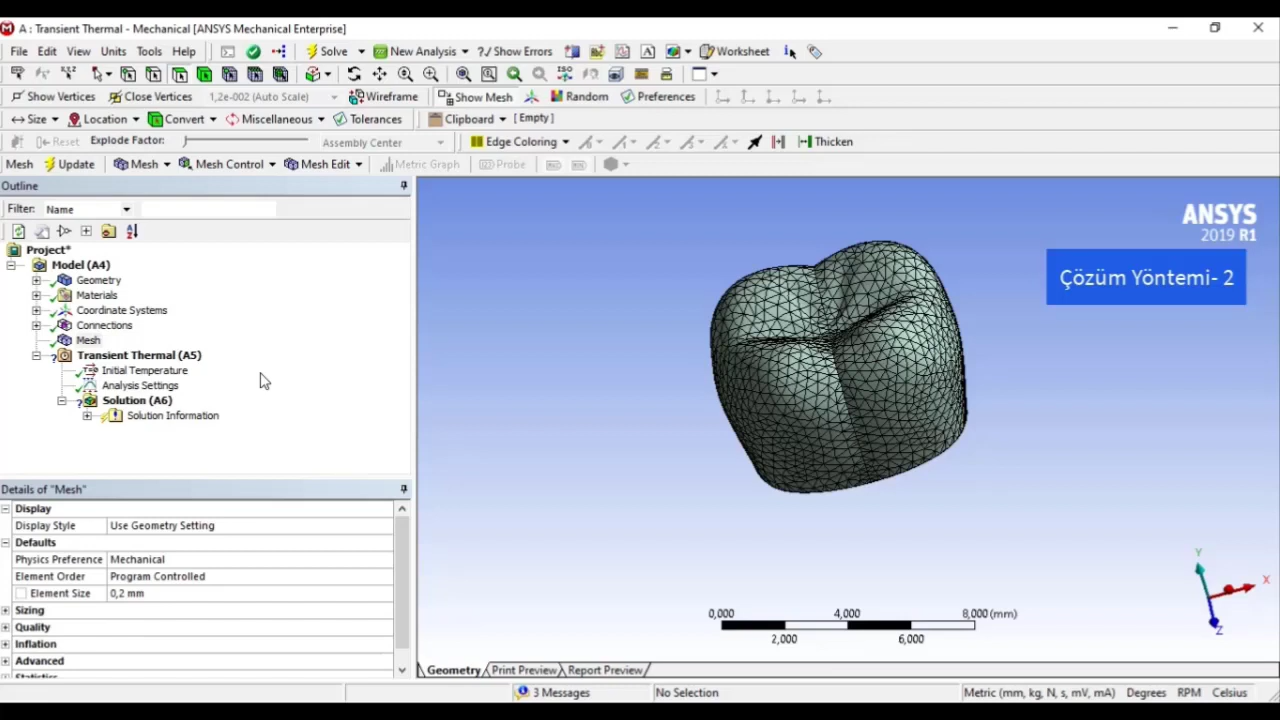 A : Transient Thermal - Mechanical [ANSYS Mechanical Enterprise]
File Edit View Units Tools Help Solve New Analysis ?/ Show Errors Worksheet
Show Vertices Close Vertices 1,2e-002 (Auto Scale) Wireframe Show Mesh Random Preferences
Size Location Convert Miscellaneous Tolerances Clipboard [ Empty ]
Reset Explode Factor: Assembly Center Edge Coloring Thicken
Mesh Update Mesh Mesh Control Mesh Edit Metric Graph Probe
Outline
Filter: Name
Project*
Model (A4)
Geometry
Materials
Coordinate Systems
Connections
Mesh
Transient Thermal (A5)
Initial Temperature
Analysis Settings
Solution (A6)
Solution Information
Details of "Mesh"
Display
Display Style Use Geometry Setting
Defaults
Physics Preference Mechanical
Element Order Program Controlled
Element Size 0,2 mm
Sizing
Quality
Inflation
Advanced
Statistics
ANSYS
2019 R1
Çözüm Yöntemi- 2
Y
X
Z
0,000 4,000 8,000 (mm)
2,000 6,000
Geometry Print Preview Report Preview
3 Messages No Selection Metric (mm, kg, N, s, mV, mA) Degrees RPM Celsius